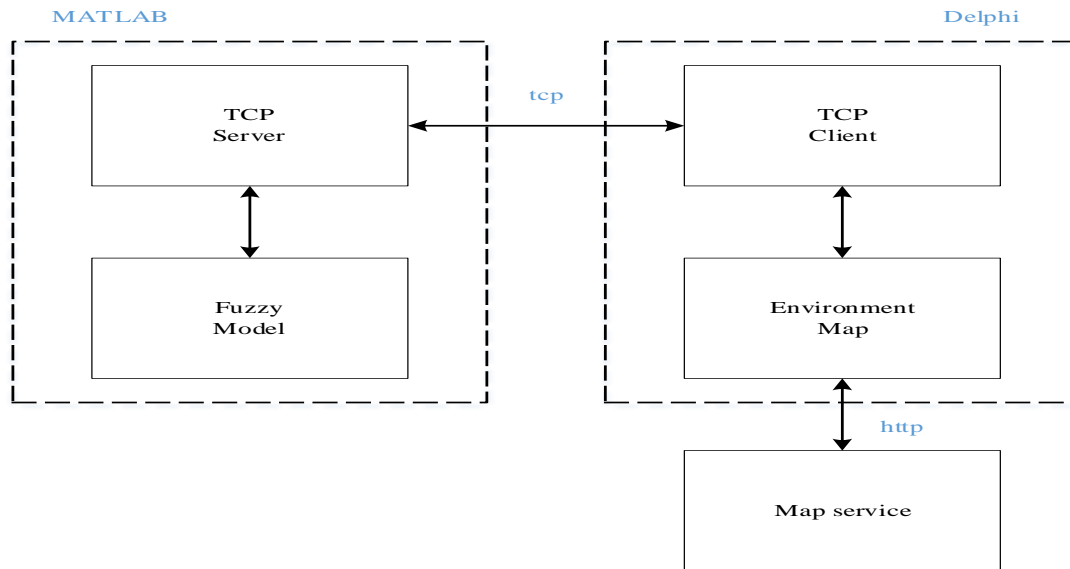 MATLAB
Delphi
TCP
Server
tcp
TCP
Client
Fuzzy
Model
Environment
Map
http
Map service